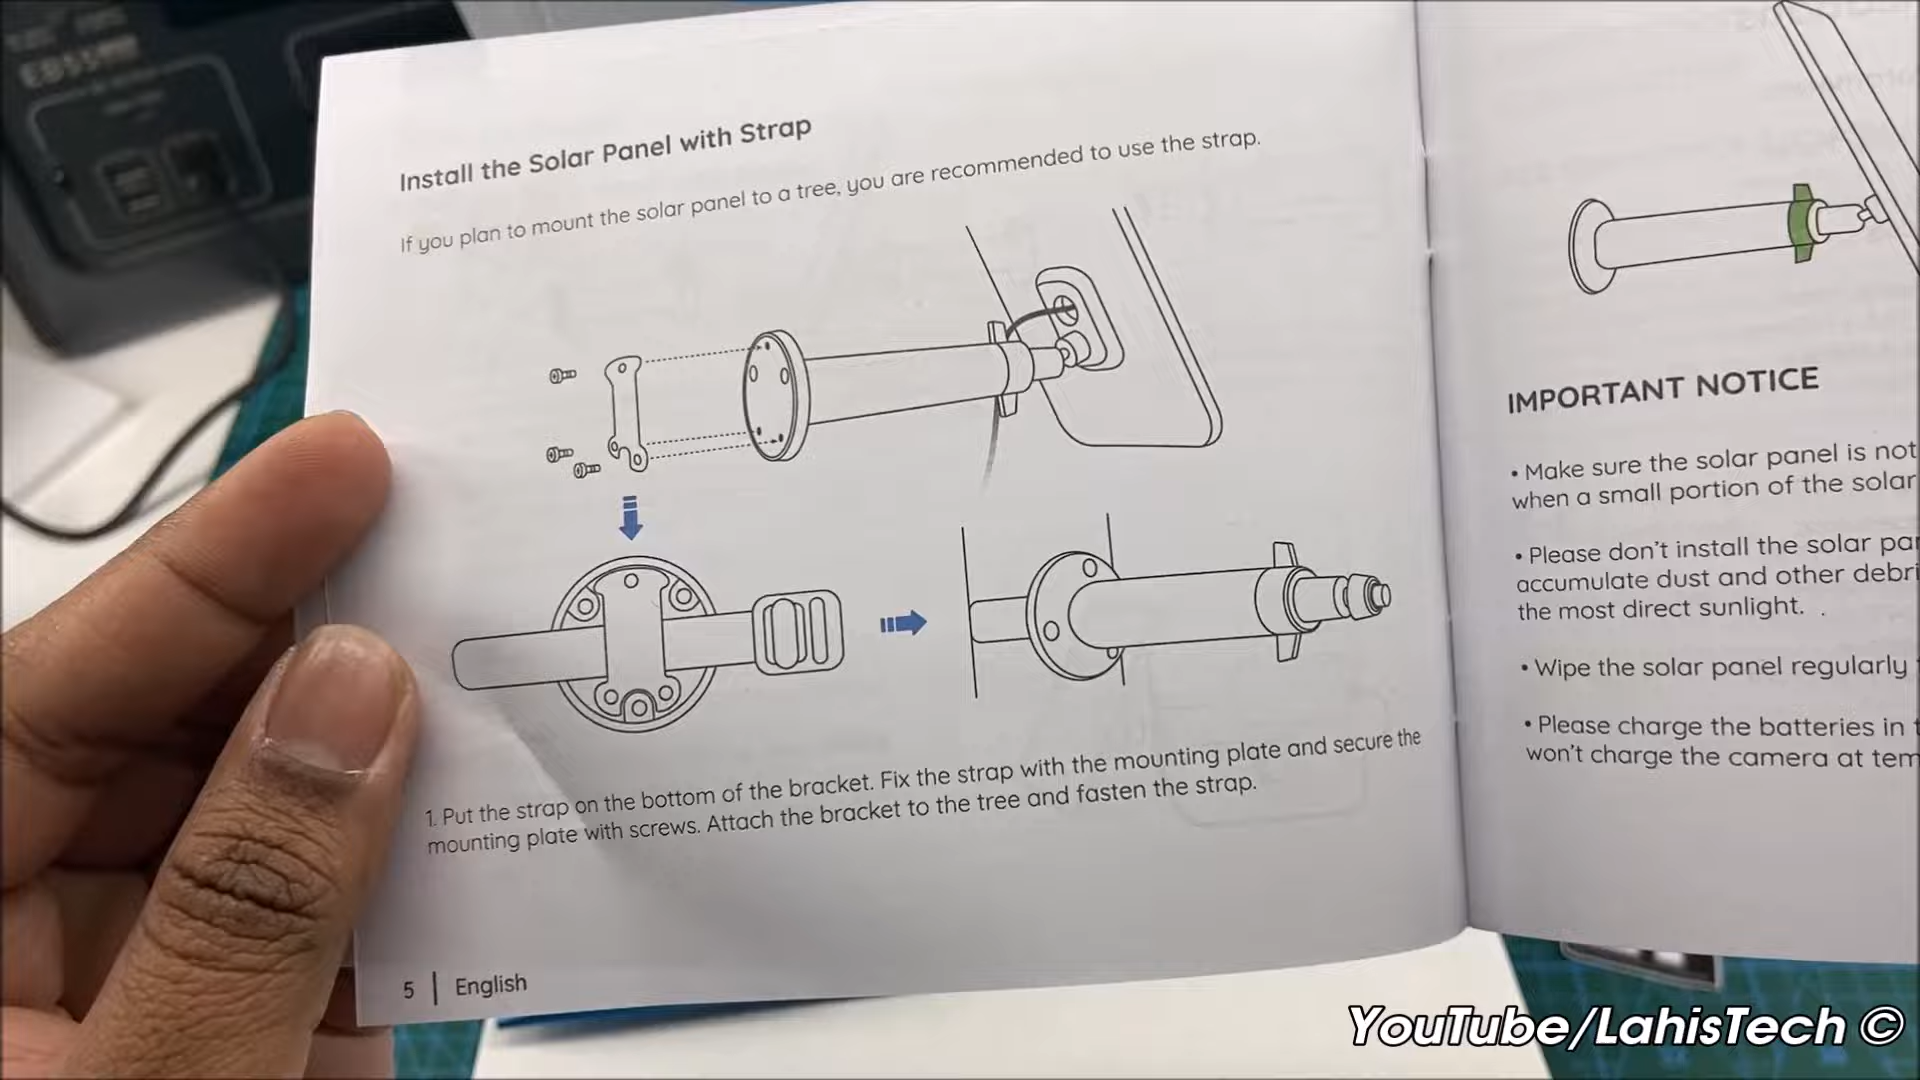 Install the Solar Panel with Strap
If you plan to mount the solar panel to a tree, you are recommended to use the strap.
1. Put the strap on the bottom of the bracket. Fix the strap with the mounting plate and secure the
mounting plate with screws. Attach the bracket to the tree and fasten the strap.
5 | English
IMPORTANT NOTICE
• Make sure the solar panel is not
when a small portion of the solar
• Please don't install the solar
accumulate dust and other
the most direct sunlight.
• Wipe the solar panel regularly
• Please charge the batteries in
won't charge the camera at
YouTube/LahisTech ©